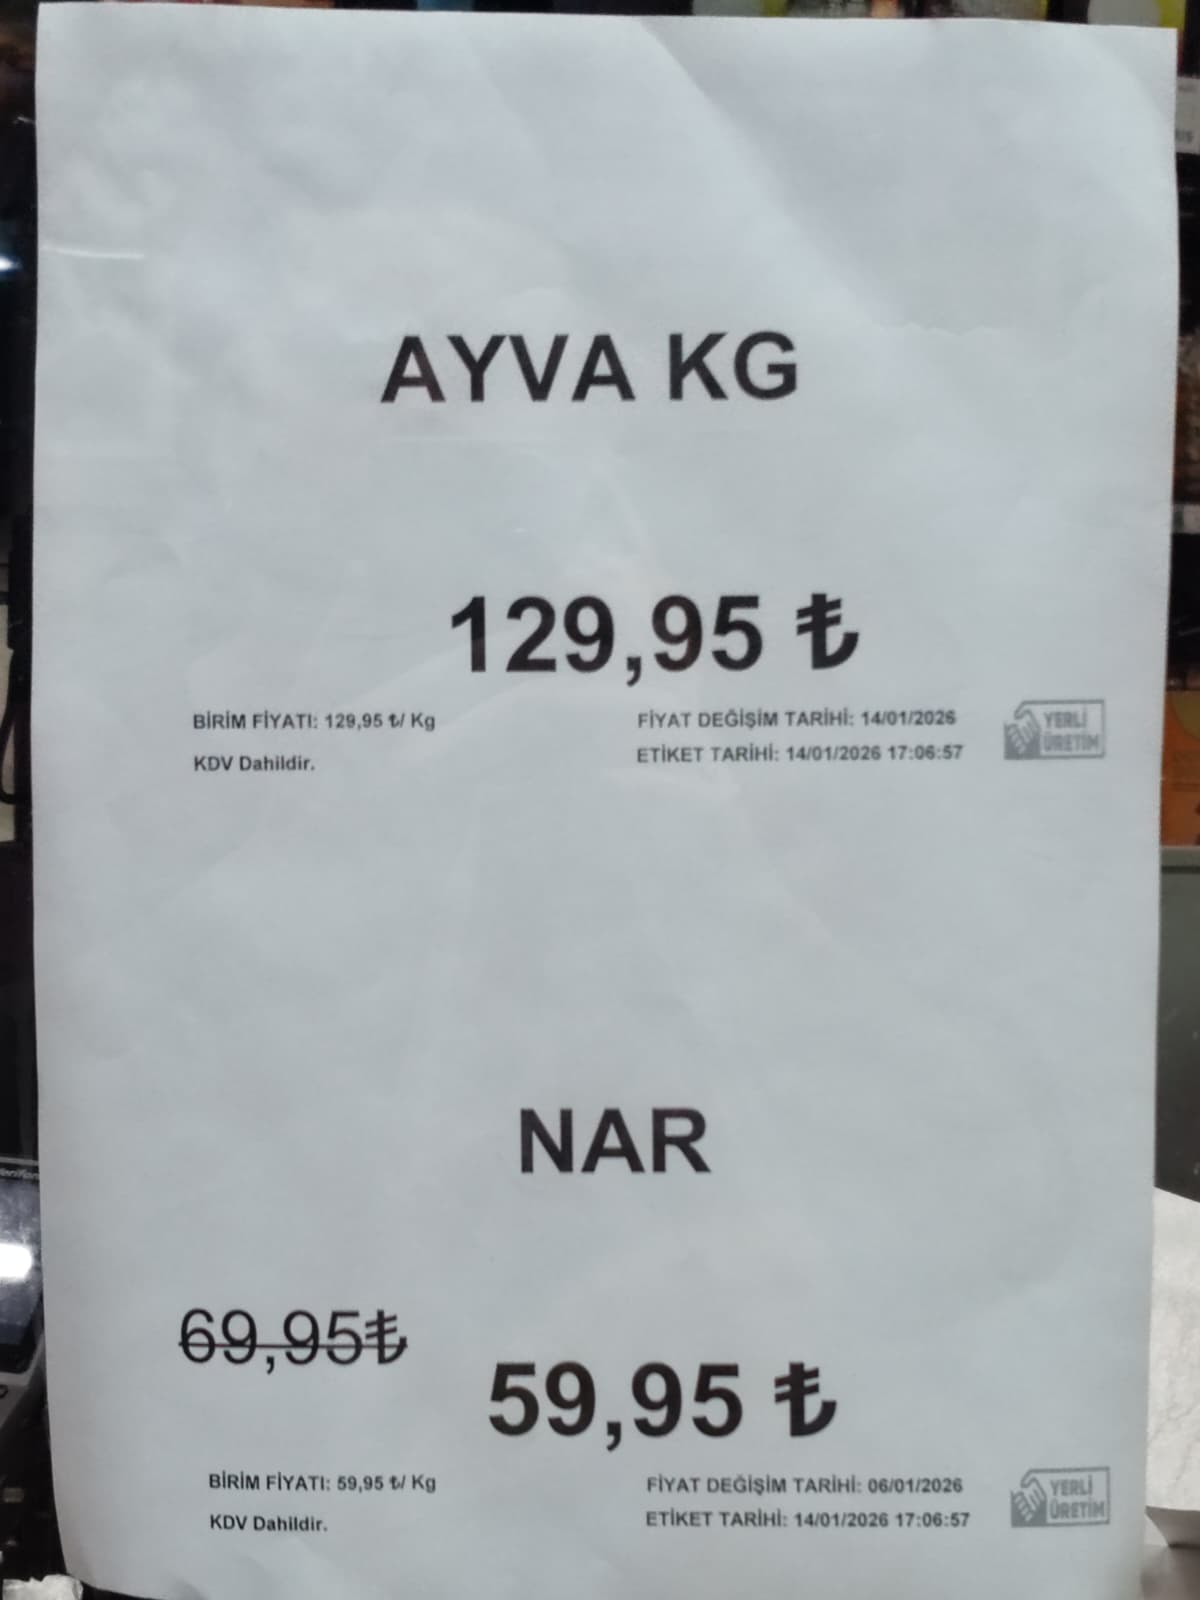 AYVA KG
129,95 ₺
BİRİM FİYATI: 129,95 ₺/ Kg
KDV Dahildir.
FİYAT DEĞİŞİM TARİHİ: 14/01/2026
ETİKET TARİHİ: 14/01/2026 17:06:57
YERLİ
ÜRETİM
NAR
69,95₺
59,95 ₺
BİRİM FİYATI: 59,95 ₺/ Kg
KDV Dahildir.
FİYAT DEĞİŞİM TARİHİ: 06/01/2026
ETİKET TARİHİ: 14/01/2026 17:06:57
YERLİ
ÜRETİM